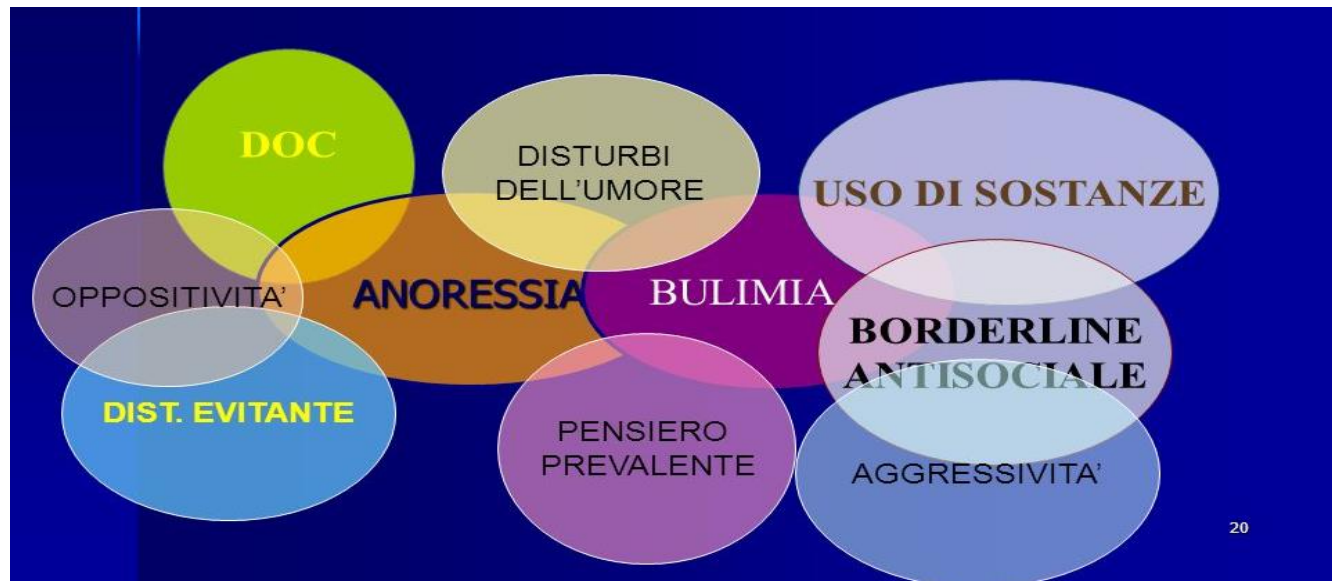 DOC
DISTURBI
DELL'UMORE
USO DI SOSTANZE
OPPOSITIVITA'
ANORESSIA
BULIMIA
BORDERLINE
ANTISOCIALE
DIST. EVITANTE
PENSIERO
PREVALENTE
AGGRESSIVITA'
20